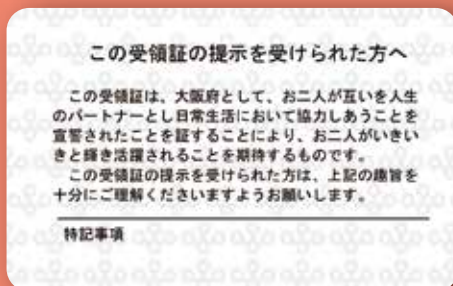 この受領証の提示を受けられた方へ
この受領証は、大阪府として、お二人が互いを人生
のパートナーとし日常生活において協力しあうことを
宣誓されたことを証することにより、お二人がいきい
きと輝き活躍されることを期待するものです。
この受領証の提示を受けられた方は、上記の趣旨を
十分にご理解くださいますようお願いします。
特記事項